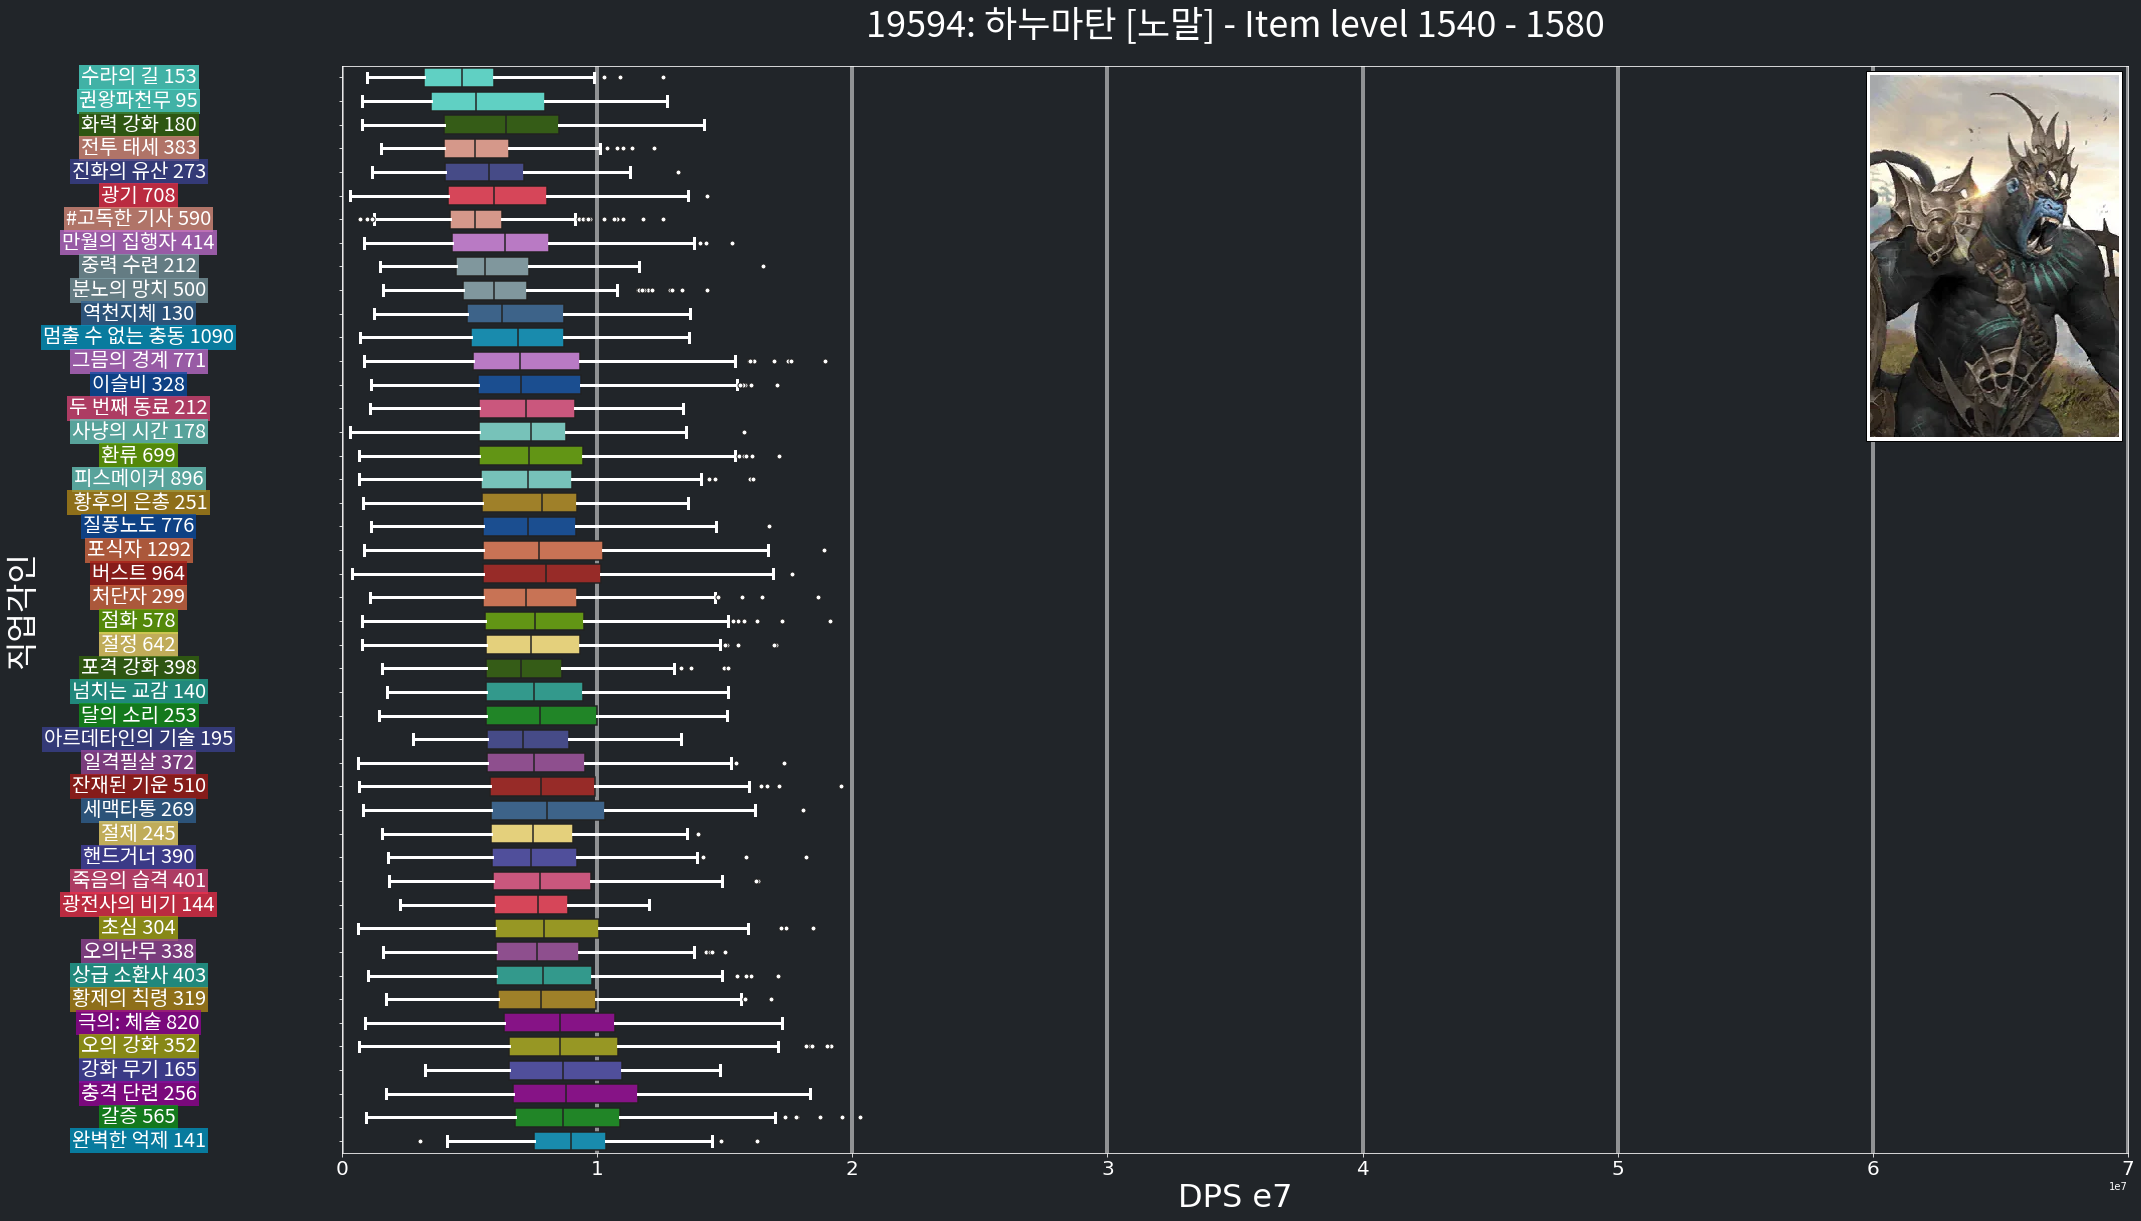 19594: 하누마탄 [노말] - Item level 1540 - 1580
수라의 길 153
권왕파천무 95
화력 강화 180
전투 태세 383
진화의 유산 273
광기 708
#고독한 기사 590
만월의 집행자 414
중력 수련 212
분노의 망치 500
역천지체 130
멈출 수 없는 충동 1090
그믐의 경계 771
이슬비 328
두 번째 동료 212
사냥의 시간 178
환류 699
피스메이커 896
황후의 은총 251
질풍노도 776
포식자 1292
버스트 964
처단자 299
점화 578
절정 642
포격 강화 398
넘치는 교감 140
달의 소리 253
아르데타인의 기술 195
일격필살 372
잔재된 기운 510
세맥타통 269
절제 245
핸드거너 390
죽음의 습격 401
광전사의 비기 144
초심 304
오의난무 338
상급 소환사 403
황제의 칙령 319
극의: 체술 820
오의 강화 352
강화 무기 165
충격 단련 256
갈증 565
완벽한 억제 141
직업각인
0 1 2 3 4 5 6 7
1e7
DPS e7